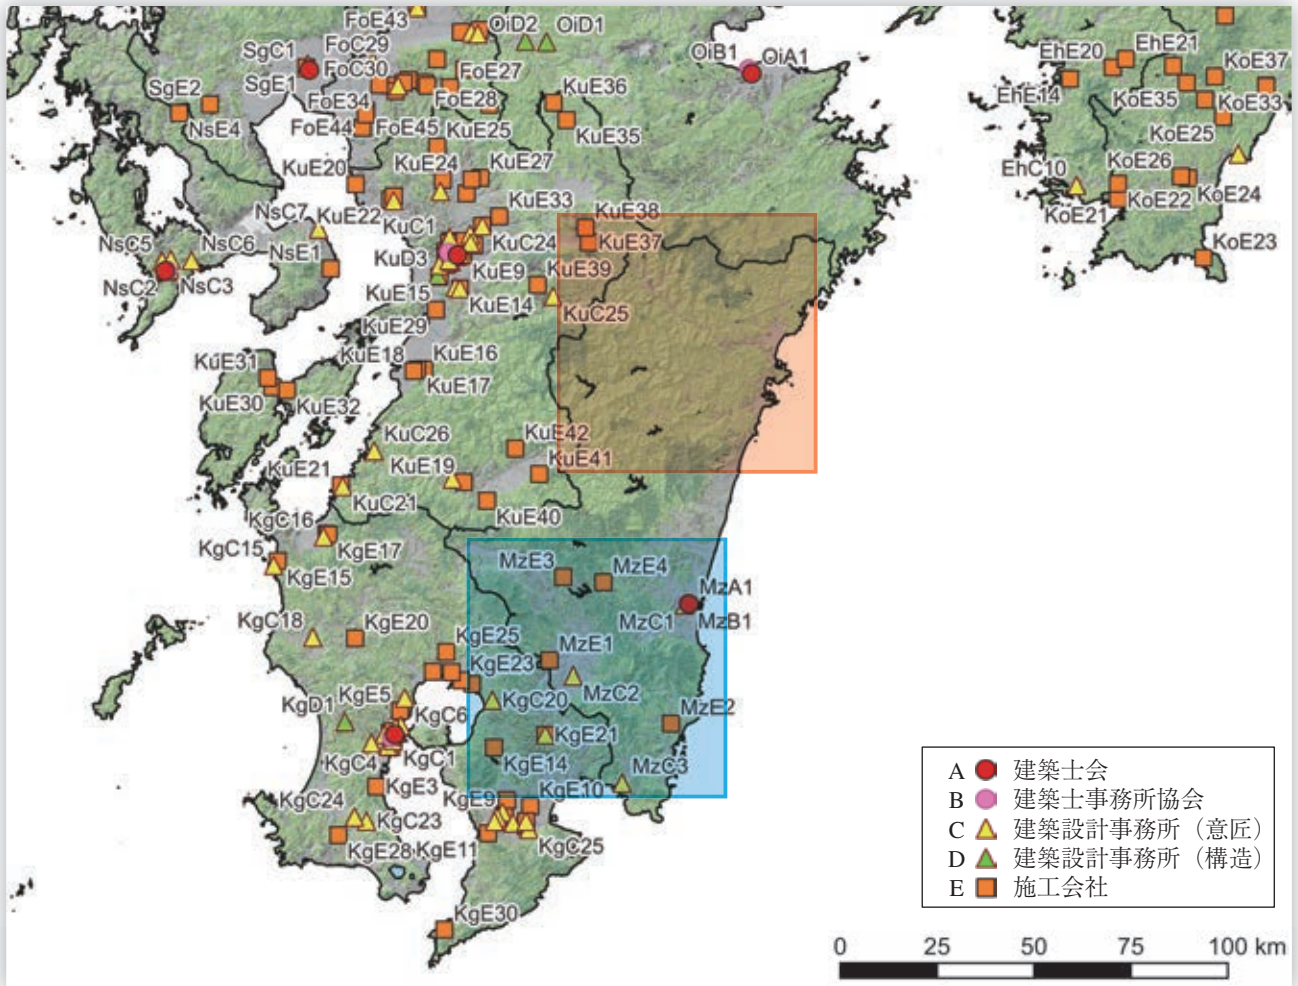 FoE43
OiD2
OiD1
SgC1
FoC29
OiB1
OiA1
EhE20
EhE21
KoE37
SgE1
FoC30
FoE27
SgE2
KuE36
EhE14
KoE35
KoE33
FoE34
FoE28
NsE4
FoE44
FoE45
KuE25
KuE35
KoE25
KuE20
KuE24
KuE27
KoE26
EhC10
KoE24
KuE33
KoE22
KoE21
NsC7
KuE22
KuC1
KuE38
NsC5
NsC6
NsE1
KuC24
KuE37
KoE23
KuD3
KuE9
KuE39
NsC2
NsC3
KuE15
KuE14
KuC25
KuE29
KuE31
KuE18
KuE16
KuE17
KuE30
KuE32
KuC26
KuE42
KuE19
KuE41
KuE21
KuC21
KuE40
KgC16
KgC15
KgE17
KgE15
MzE3
MzE4
MzA1
MzC1
MzB1
KgC18
KgE20
KgE25
KgE23
MzE1
MzC2
KgD1
KgE5
KgC20
MzE2
KgC6
KgE21
KgC4
KgC1
KgE14
MzC3
KgE3
KgE10
KgC24
KgE9
KgC23
KgE28
KgE11
KgC25
KgE30
A 建築士会
B 建築士事務所協会
C 建築設計事務所（意匠）
D 建築設計事務所（構造）
E 施工会社
0 25 50 75 100 km